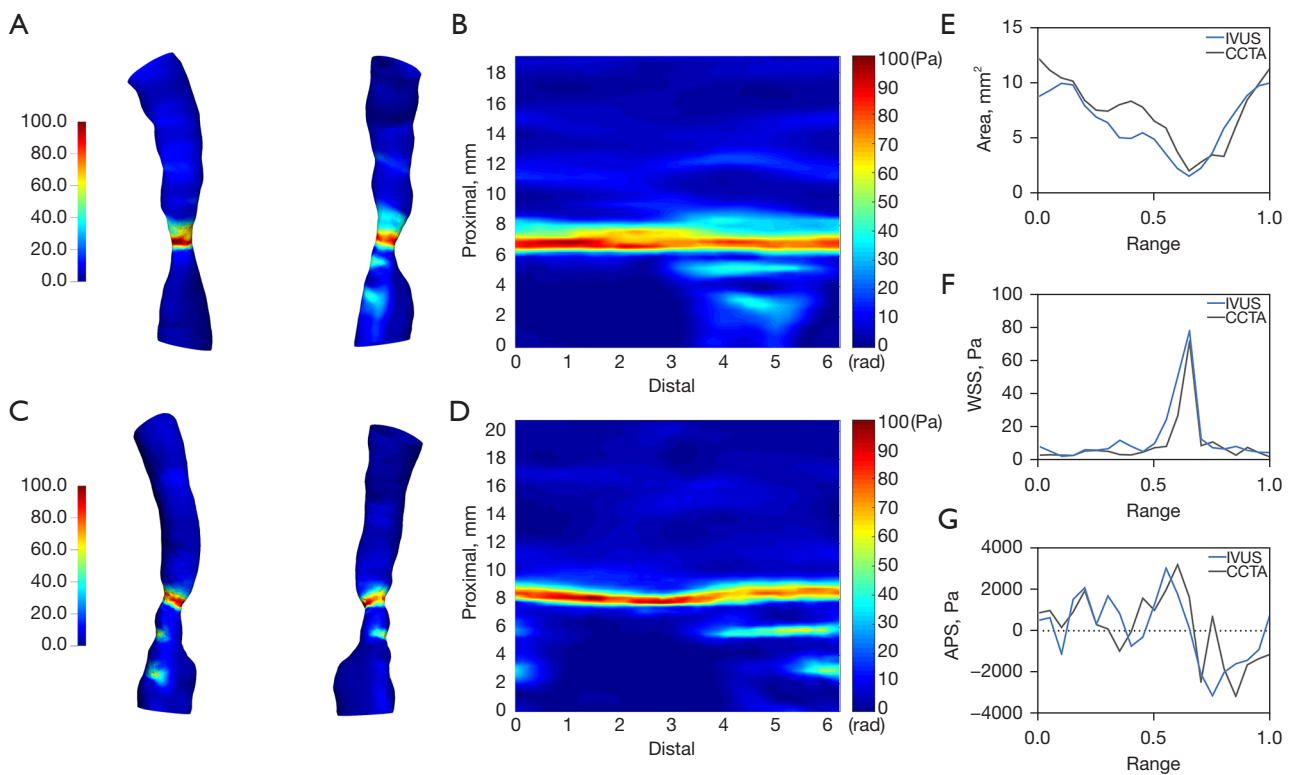 A
100.0
80.0
60.0
40.0
20.0
0.0
B
Proximal, mm
18
16
14
12
10
8
6
4
2
0
0 1 2 3 4 5 6
Distal
100 (Pa)
90
80
70
60
50
40
30
20
10
0
(rad)
C
100.0
80.0
60.0
40.0
20.0
0.0
D
Proximal, mm
20
18
16
14
12
10
8
6
4
2
0
0 1 2 3 4 5 6
Distal
100 (Pa)
90
80
70
60
50
40
30
20
10
0
(rad)
E
Area, mm²
15
10
5
0
0.0 0.5 1.0
Range
IVUS
CCTA
F
WSS, Pa
100
80
60
40
20
0
0.0 0.5 1.0
Range
IVUS
CCTA
G
APS, Pa
4000
2000
0
−2000
−4000
0.0 0.5 1.0
Range
IVUS
CCTA